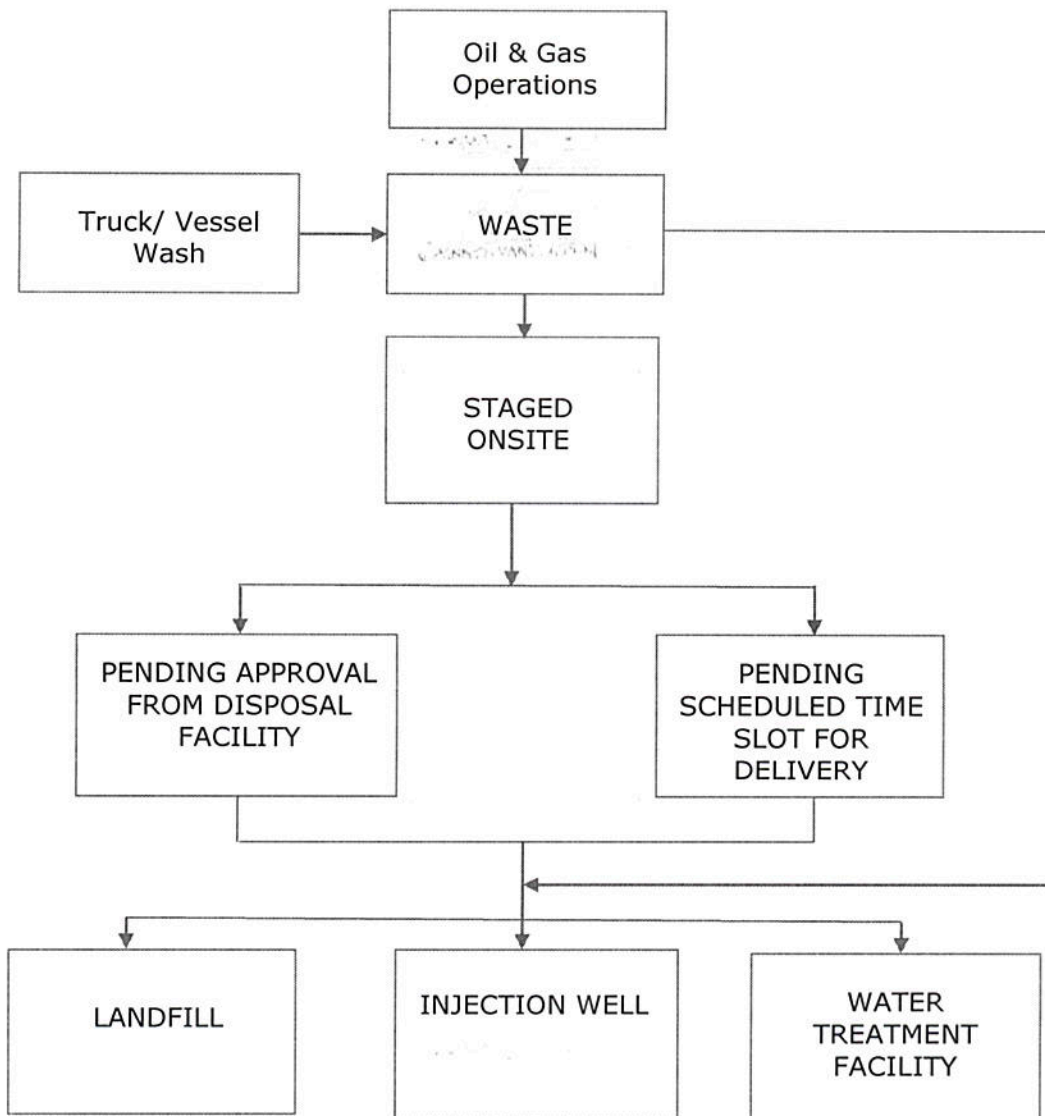 Oil & Gas
Operations
Truck/ Vessel
Wash
WASTE
STAGED
ONSITE
PENDING APPROVAL
FROM DISPOSAL
FACILITY
PENDING
SCHEDULED TIME
SLOT FOR
DELIVERY
LANDFILL
INJECTION WELL
WATER
TREATMENT
FACILITY